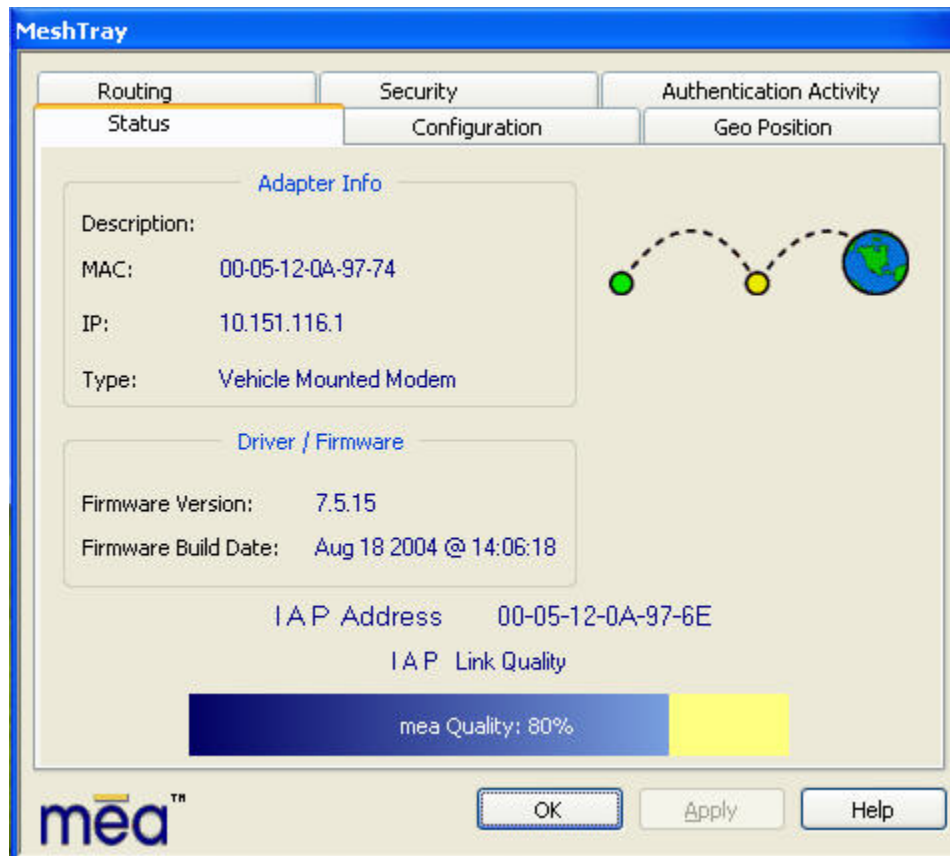 MeshTray
Routing Security Authentication Activity
Status Configuration Geo Position
Adapter Info
Description:
MAC: 00-05-12-0A-97-74
IP: 10.151.116.1
Type: Vehicle Mounted Modem
Driver / Firmware
Firmware Version: 7.5.15
Firmware Build Date: Aug 18 2004 @ 14:06:18
IAP Address 00-05-12-0A-97-6E
IAP Link Quality
mea Quality: 80%
mēa™
OK Apply Help